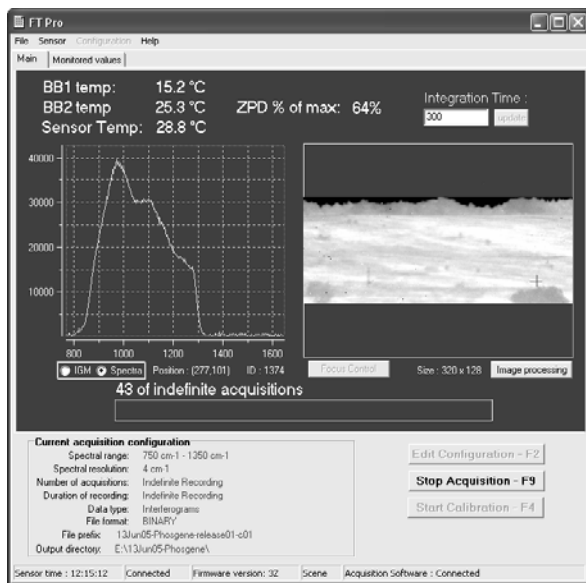 FT Pro
File Sensor Configuration Help
Main Monitored values
BB1 temp: 15.2 °C
BB2 temp 25.3 °C
Sensor Temp: 28.8 °C
ZPD % of max: 64%
Integration Time :
300 update
40000
30000
20000
10000
800 1000 1200 1400 1600
IGM Spectra Position : (277,101) ID : 1374
Focus Control Size : 320 x 128 Image processing
43 of indefinite acquisitions
Current acquisition configuration
Spectral range: 750 cm-1 - 1350 cm-1
Spectral resolution: 4 cm-1
Number of acquisitions: Indefinite Recording
Duration of recording: Indefinite Recording
Data type: Interferograms
File format: BINARY
File prefix: 13Jun05-Phosgene-release01-c01
Output directory: E:\13Jun05-Phosgene\
Edit Configuration - F2
Stop Acquisition - F9
Start Calibration - F4
Sensor time : 12:15:12 Connected Firmware version: 32 Scene Acquisition Software : Connected